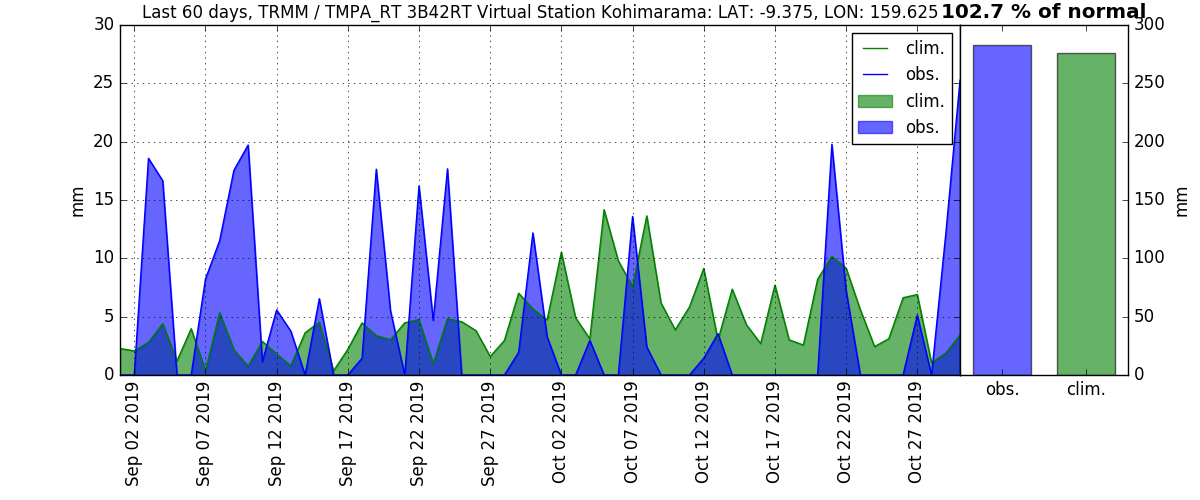 Last 60 days, TRMM / TMPA_RT 3B42RT Virtual Station Kohimarama: LAT: -9.375, LON: 159.625
102.7 % of normal
30
25
20
15
10
5
0
mm
clim.
obs.
clim.
obs.
300
250
200
150
100
50
0
mm
obs.
clim.
Sep 02 2019
Sep 07 2019
Sep 12 2019
Sep 17 2019
Sep 22 2019
Sep 27 2019
Oct 02 2019
Oct 07 2019
Oct 12 2019
Oct 17 2019
Oct 22 2019
Oct 27 2019